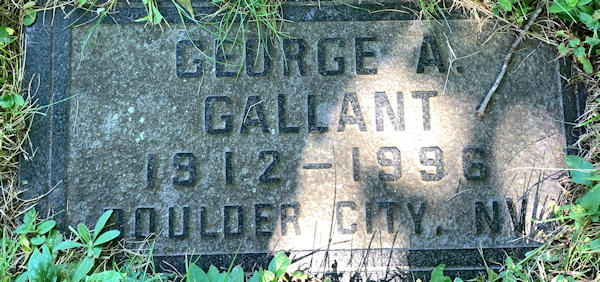 GEORGE A.
GALLANT
1912-1996
BOULDER CITY, NV.